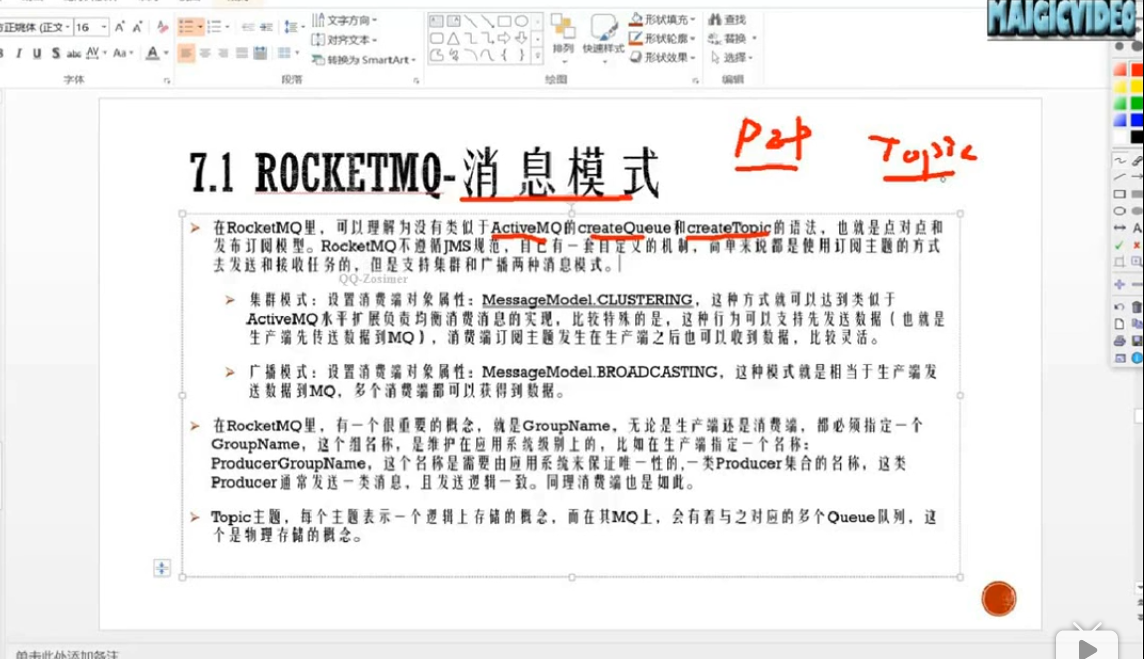 MAJGICVIDEO
正姚体 (正文
16
文字方向
对齐文本
转换为 SmartArt
排列
快速样式
形状填充
形状轮廓
形状效果
查找
替换
选择
字体
段落
绘图
编辑
P2P
Topic
7.1 ROCKETMQ-消息模式
➤ 在RocketMQ里，可以理解为没有类似于ActiveMQ的createQueue和createTopic的语法，也就是点对点和
发布订阅模型。RocketMQ不遵循JMS规范，自己有一套自定义的机制，简单来说都是使用订阅主题的方式
去发送和接收任务的，但是支持集群和广播两种消息模式。
QQ-Zosimer
➤ 集群模式：设置消费端对象属性：MessageModel.CLUSTERING，这种方式就可以达到类似于
ActiveMQ水平扩展负责均衡消费消息的实现，比较特殊的是，这种行为可以支持先发送数据（也就是
生产端先传送数据到MQ），消费端订阅主题发生在生产端之后也可以收到数据，比较灵活。
➤ 广播模式：设置消费端对象属性：MessageModel.BROADCASTING，这种模式就是相当于生产端发
送数据到MQ，多个消费端都可以获得到数据。
➤ 在RocketMQ里，有一个很重要的概念，就是GroupName，无论是生产端还是消费端，都必须指定一个
GroupName，这个组名称，是维护在应用系统级别上的，比如在生产端指定一个名称：
ProducerGroupName，这个名称是需要由应用系统来保证唯一性的,一类Producer集合的名称，这类
Producer通常发送一类消息，且发送逻辑一致。同理消费端也是如此。
➤ Topic主题，每个主题表示一个逻辑上存储的概念，而在其MQ上，会有着与之对应的多个Queue队列，这
个是物理存储的概念。
单击此处添加备注